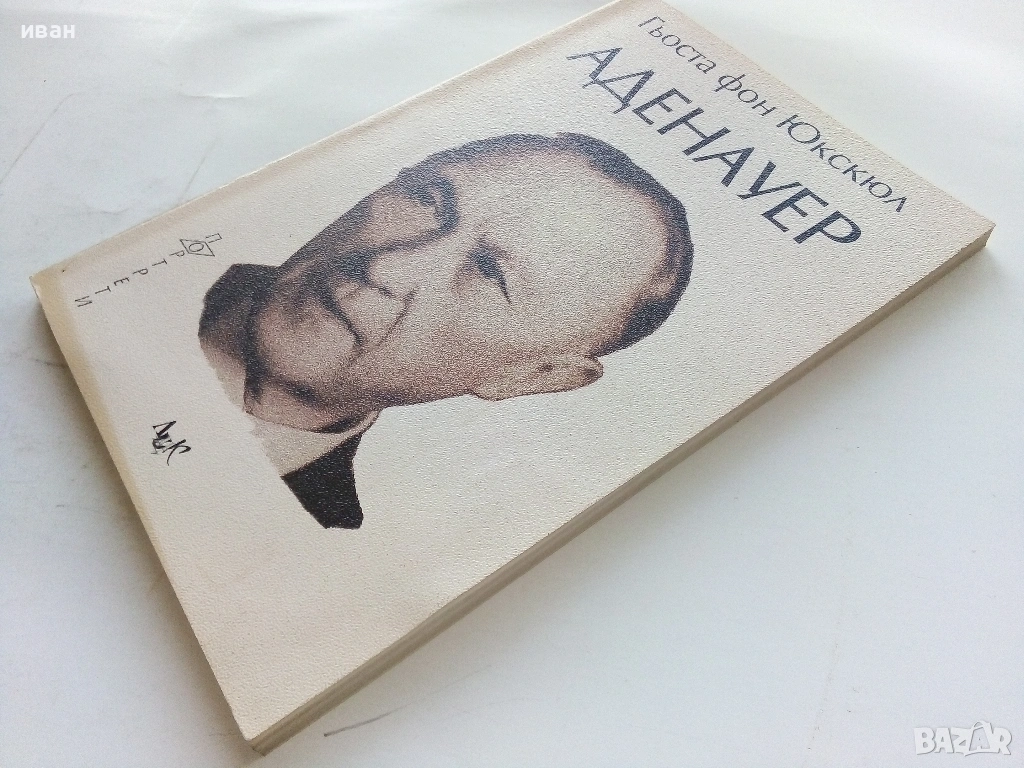 иван
Гьоста фон Юкскюл
АДЕНАУЕР
ПОРТРЕТИ
BAZAR